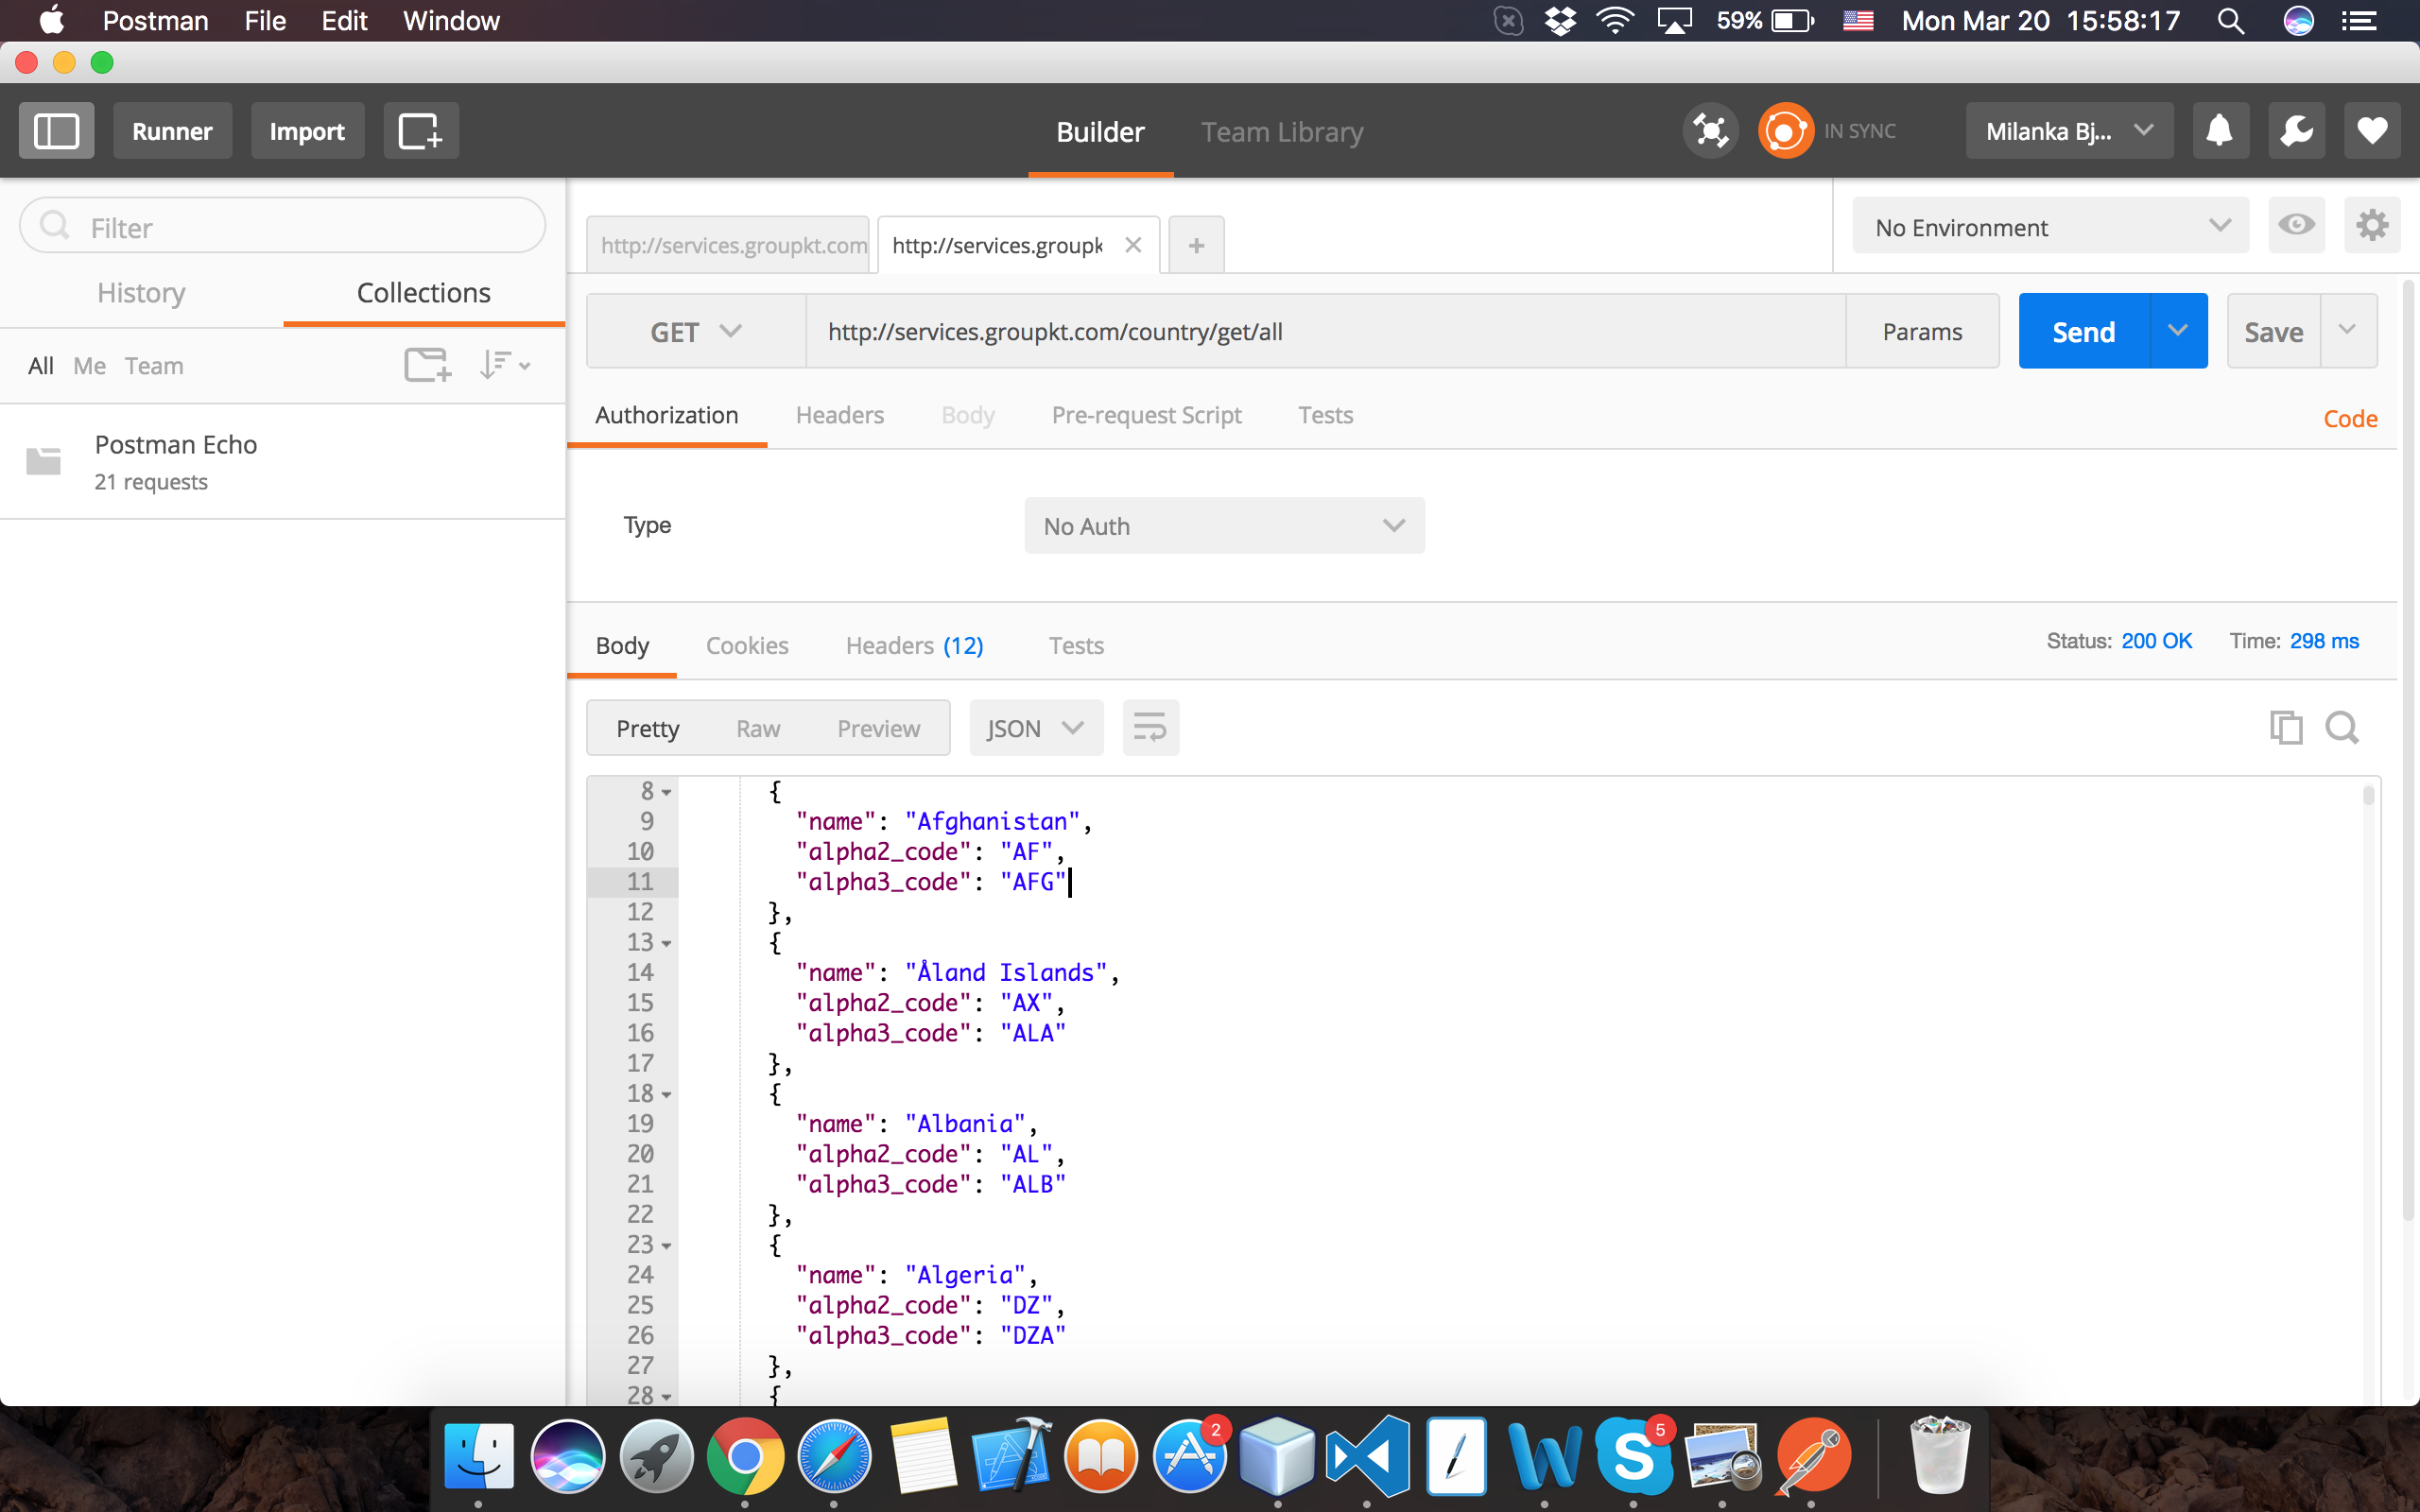 Postman File Edit Window 59% Mon Mar 20 15:58:17
Runner Import Builder Team Library IN SYNC Milanka Bj...
Filter
History Collections
All Me Team
Postman Echo
21 requests
http://services.groupkt.com http://services.groupk No Environment
GET http://services.groupkt.com/country/get/all Params Send Save
Authorization Headers Body Pre-request Script Tests Code
Type No Auth
Body Cookies Headers (12) Tests Status: 200 OK Time: 298 ms
Pretty Raw Preview JSON
8 {
9 "name": "Afghanistan",
10 "alpha2_code": "AF",
11 "alpha3_code": "AFG"
12 },
13 {
14 "name": "Åland Islands",
15 "alpha2_code": "AX",
16 "alpha3_code": "ALA"
17 },
18 {
19 "name": "Albania",
20 "alpha2_code": "AL",
21 "alpha3_code": "ALB"
22 },
23 {
24 "name": "Algeria",
25 "alpha2_code": "DZ",
26 "alpha3_code": "DZA"
27 },
28 {
2 5